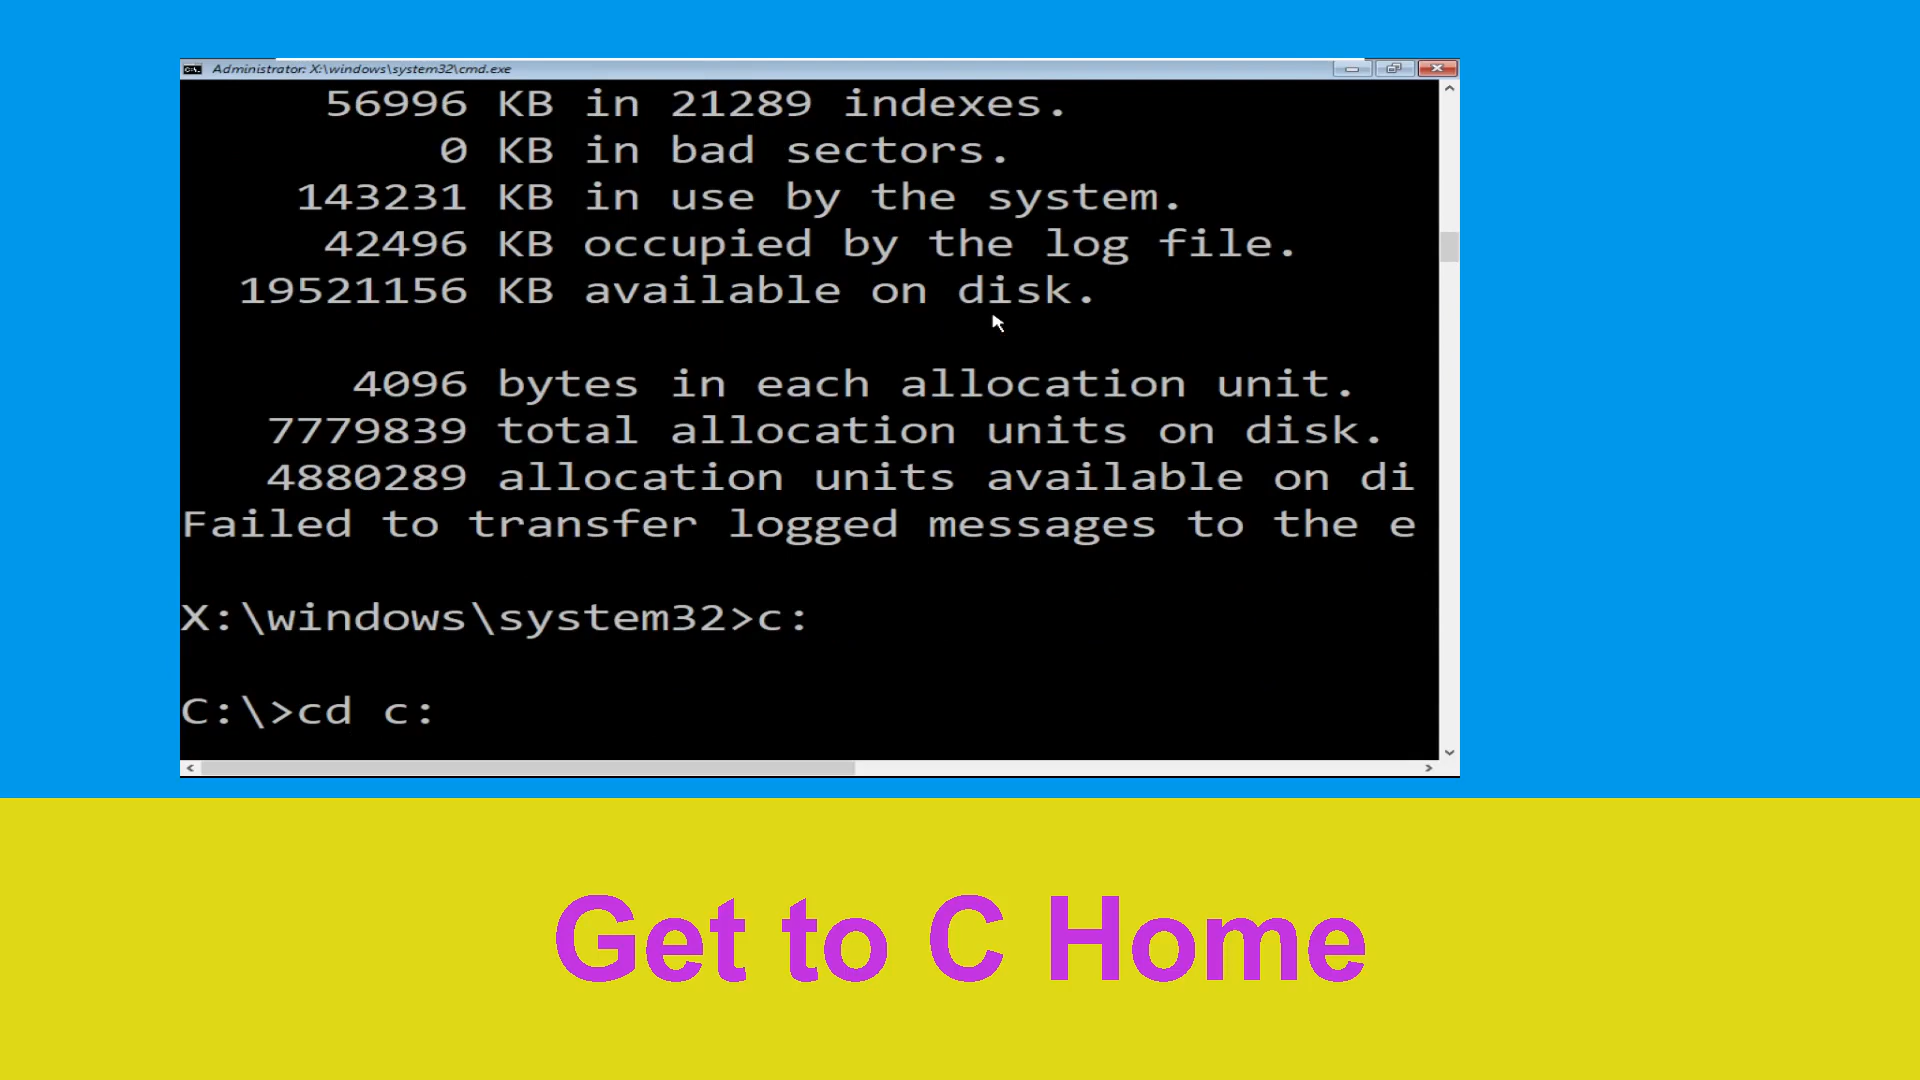 Administrator: X:\windows\system32\cmd.exe
56996 KB in 21289 indexes.
0 KB in bad sectors.
143231 KB in use by the system.
42496 KB occupied by the log file.
19521156 KB available on disk.
4096 bytes in each allocation unit.
7779839 total allocation units on disk.
4880289 allocation units available on di
Failed to transfer logged messages to the e
X:\windows\system32>c:
C:\>cd c:
Get to C Home